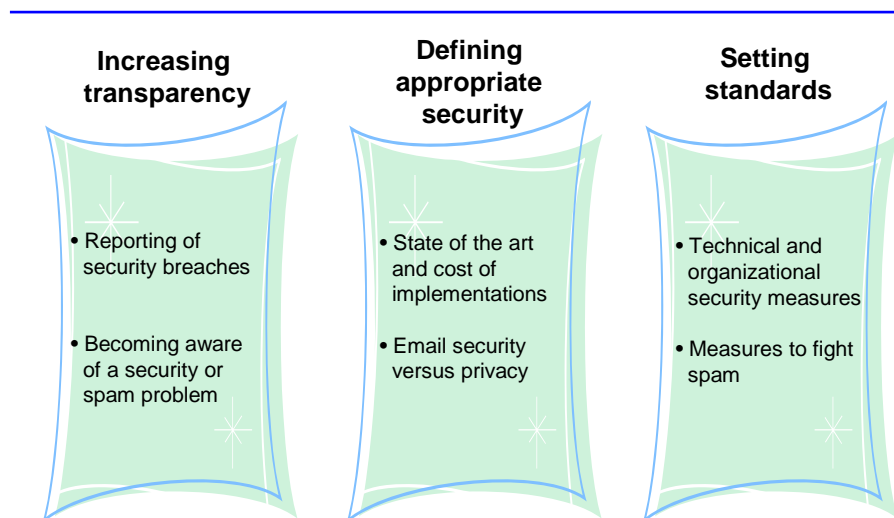 Increasing
transparency
• Reporting of
security breaches
• Becoming aware
of a security or
spam problem
Defining
appropriate
security
• State of the art
and cost of
implementations
• Email security
versus privacy
Setting
standards
• Technical and
organizational
security measures
• Measures to fight
spam